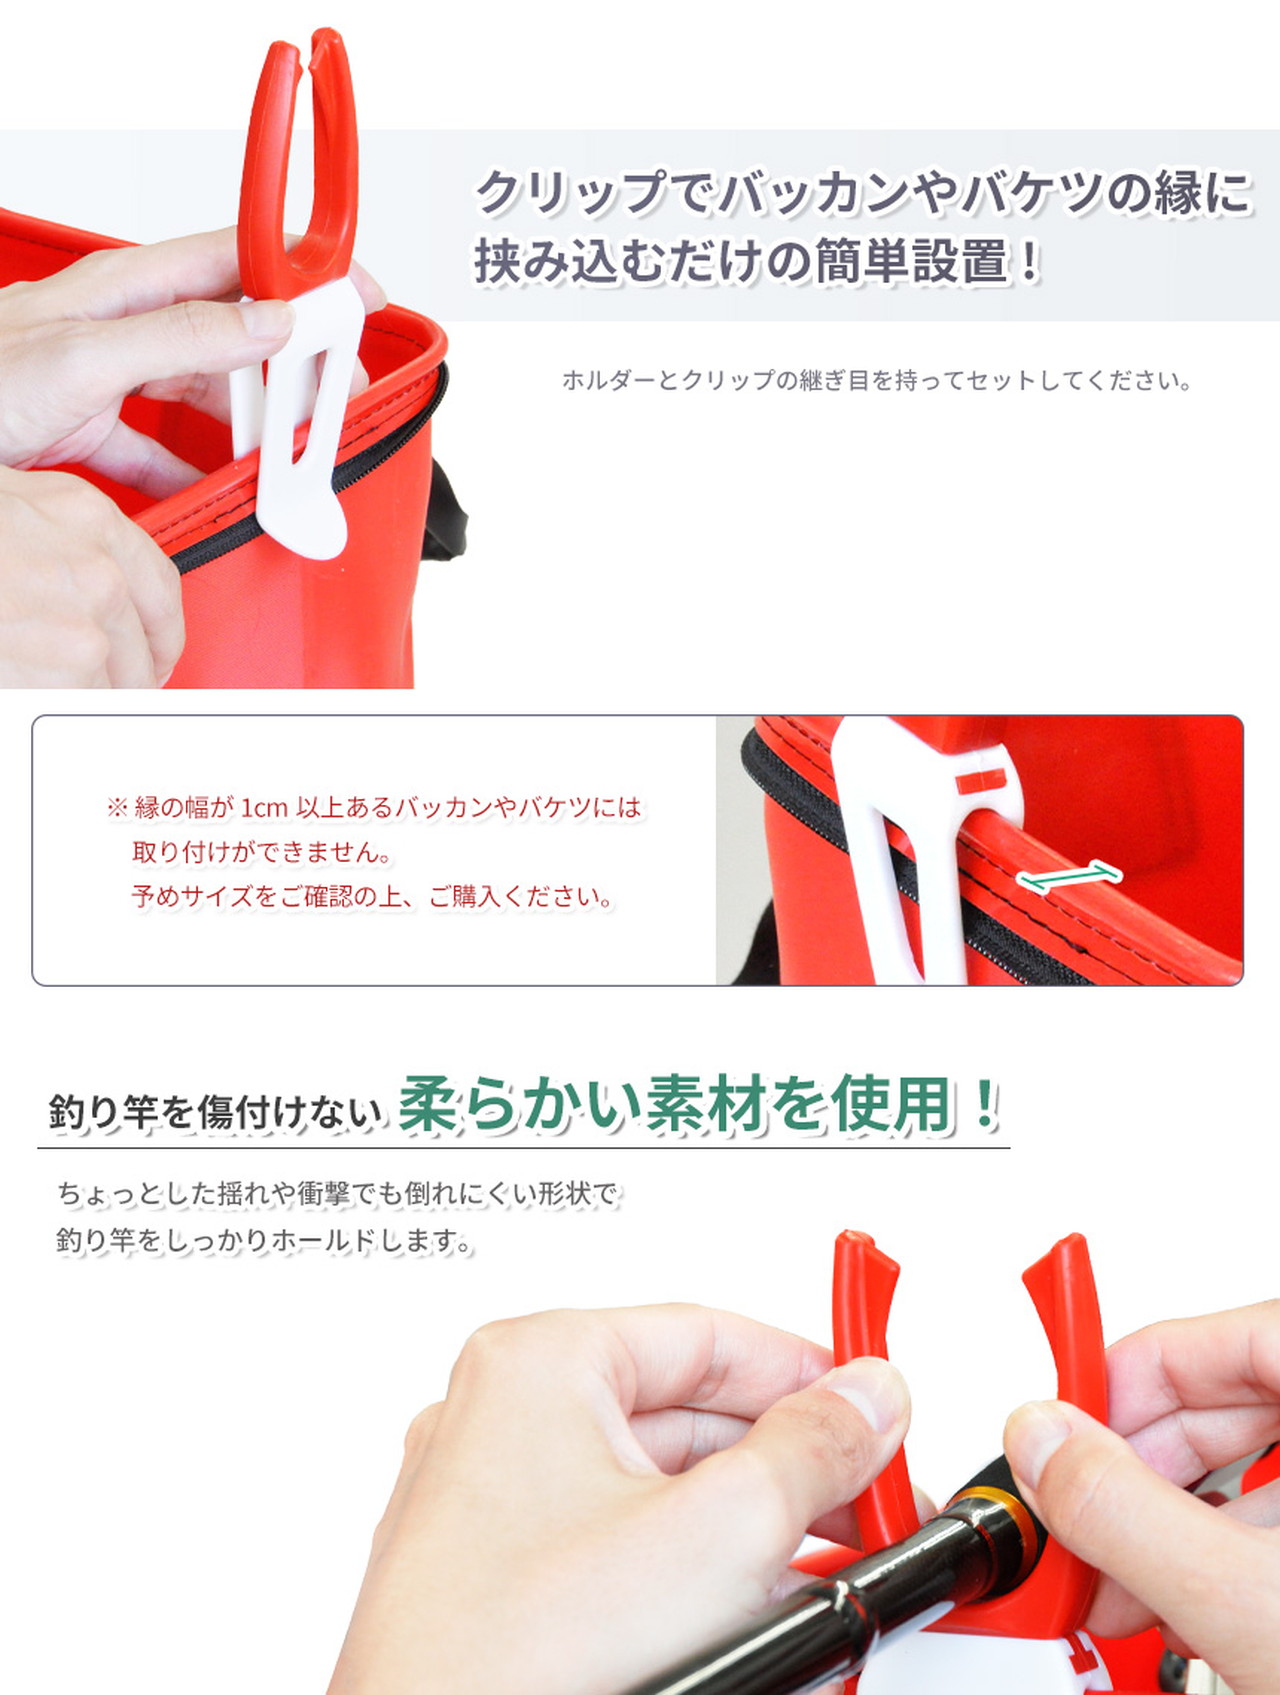 クリップでバッカンやバケツの縁に
挟み込むだけの簡単設置！
ホルダーとクリップの継ぎ目を持ってセットしてください。
※ 縁の幅が 1cm 以上あるバッカンやバケツには
取り付けができません。
予めサイズをご確認の上、ご購入ください。
釣り竿を傷付けない 柔らかい素材を使用！
ちょっとした揺れや衝撃でも倒れにくい形状で
釣り竿をしっかりホールドします。